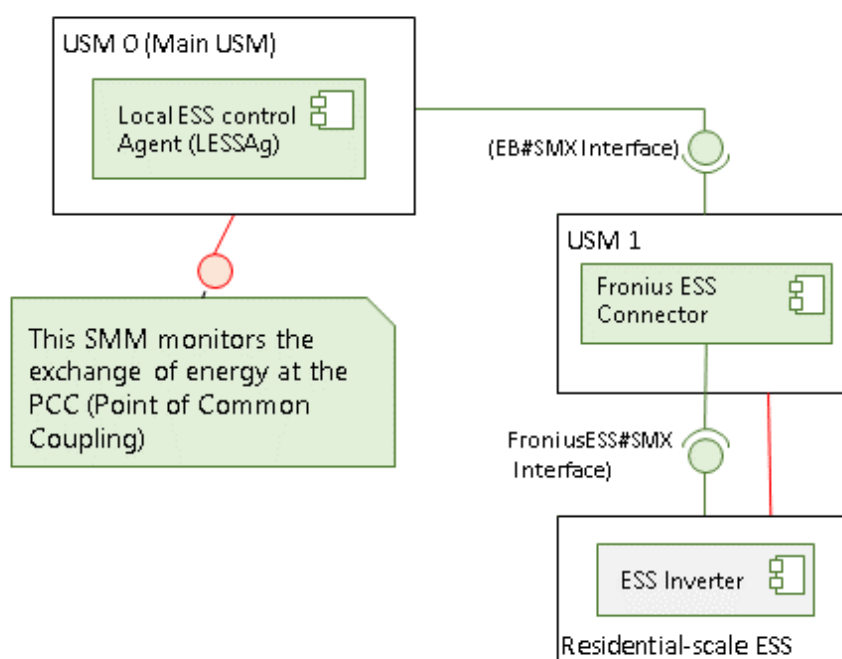 USM 0 (Main USM)
Local ESS control
Agent (LESSAg)
(EB#SMX Interface)
USM 1
Fronius ESS
Connector
This SMM monitors the
exchange of energy at the
PCC (Point of Common
Coupling)
FroniusESS#SMX
Interface)
ESS Inverter
Residential-scale ESS